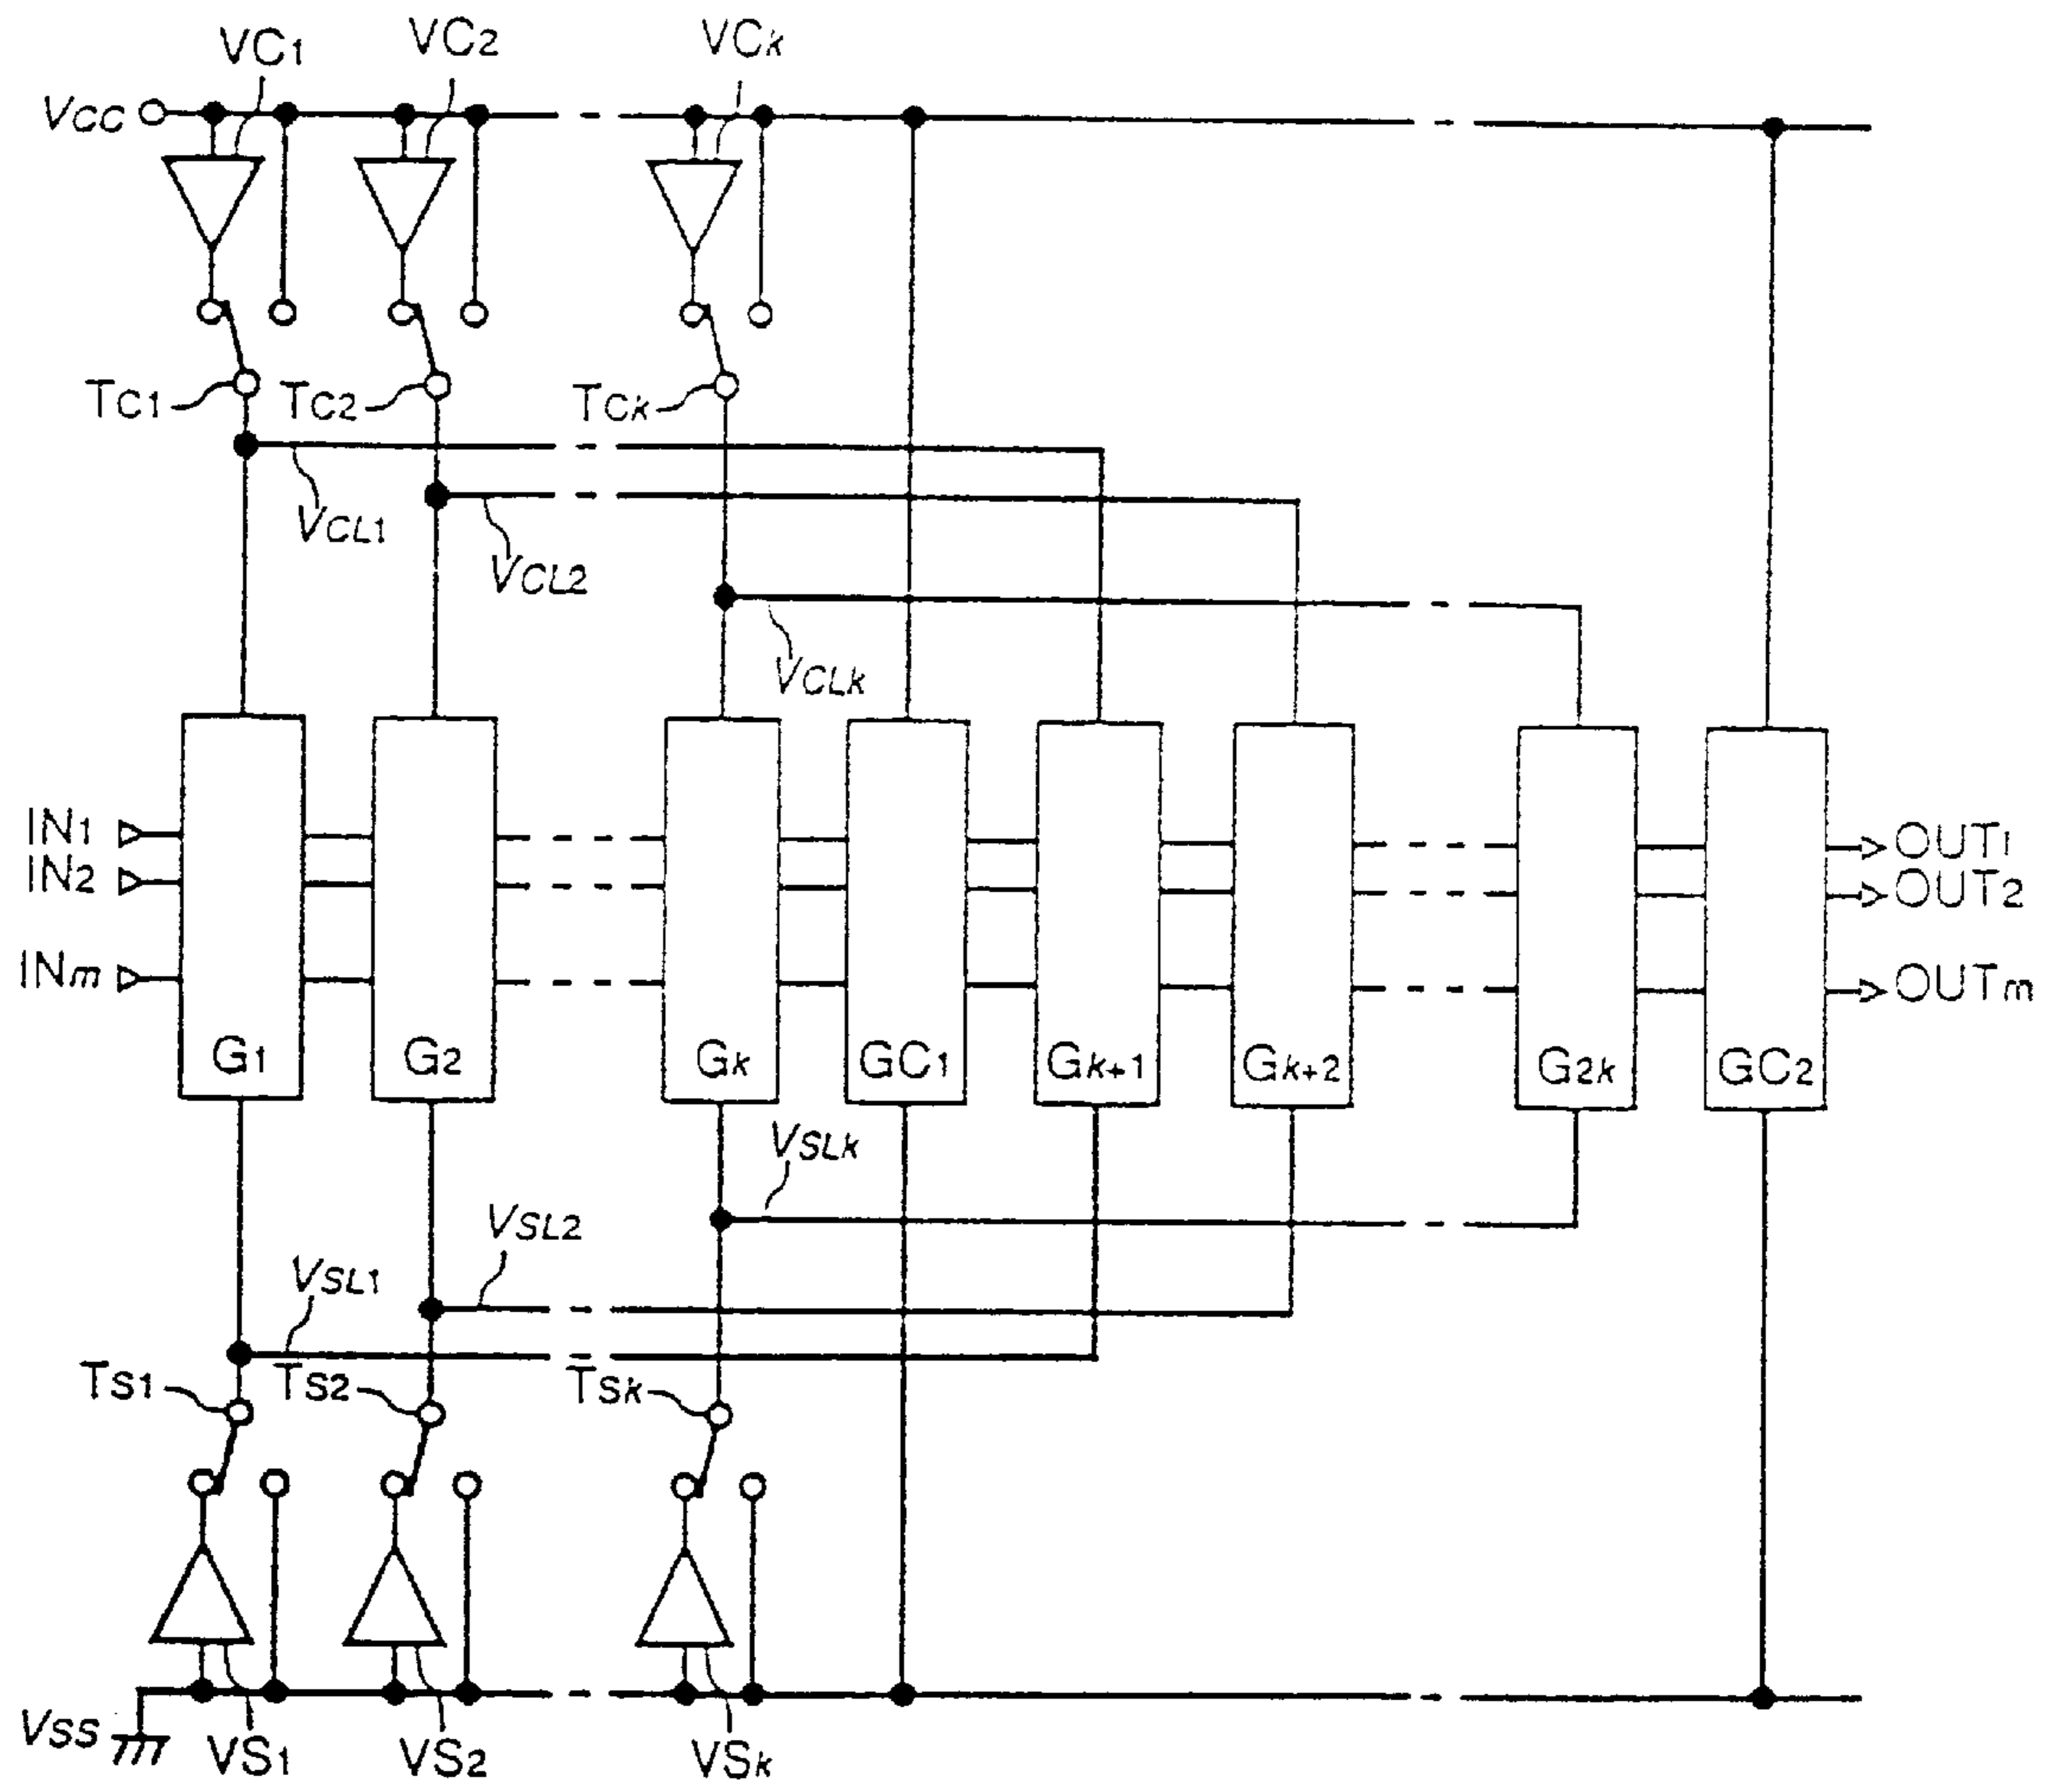 VC1 VC2 VCk
VCC
TC1 TC2 TCk
VCL1
VCL2
VCLk
IN1 OUT1
IN2 OUT2
INm OUTm
G1 G2 Gk GC1 Gk+1 Gk+2 G2k GC2
VSLk
VSL2
VSL1
TS1 TS2 TSk
VSS
VS1 VS2 VSk